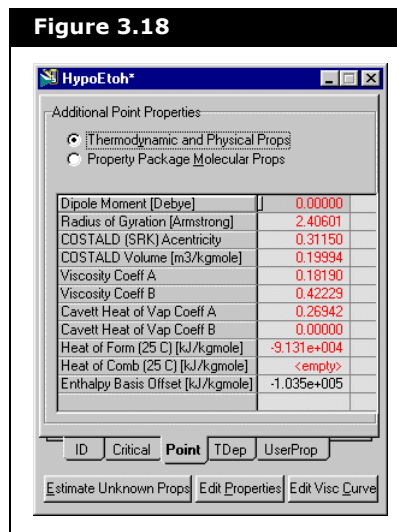 Figure 3.18
HypoEtoh*
Additional Point Properties
Thermodynamic and Physical Props
Property Package Molecular Props
Dipole Moment [Debye] 0.00000
Radius of Gyration [Armstrong] 2.40601
COSTALD (SRK) Acentricity 0.31150
COSTALD Volume [m3/kgmole] 0.19994
Viscosity Coeff A 0.18190
Viscosity Coeff B 0.42229
Cavett Heat of Vap Coeff A 0.26942
Cavett Heat of Vap Coeff B 0.00000
Heat of Form (25 C) [kJ/kgmole] -9.131e+004
Heat of Comb (25 C) [kJ/kgmole] <empty>
Enthalpy Basis Offset [kJ/kgmole] -1.035e+005
ID Critical Point TDep UserProp
Estimate Unknown Props Edit Properties Edit Visc Curve